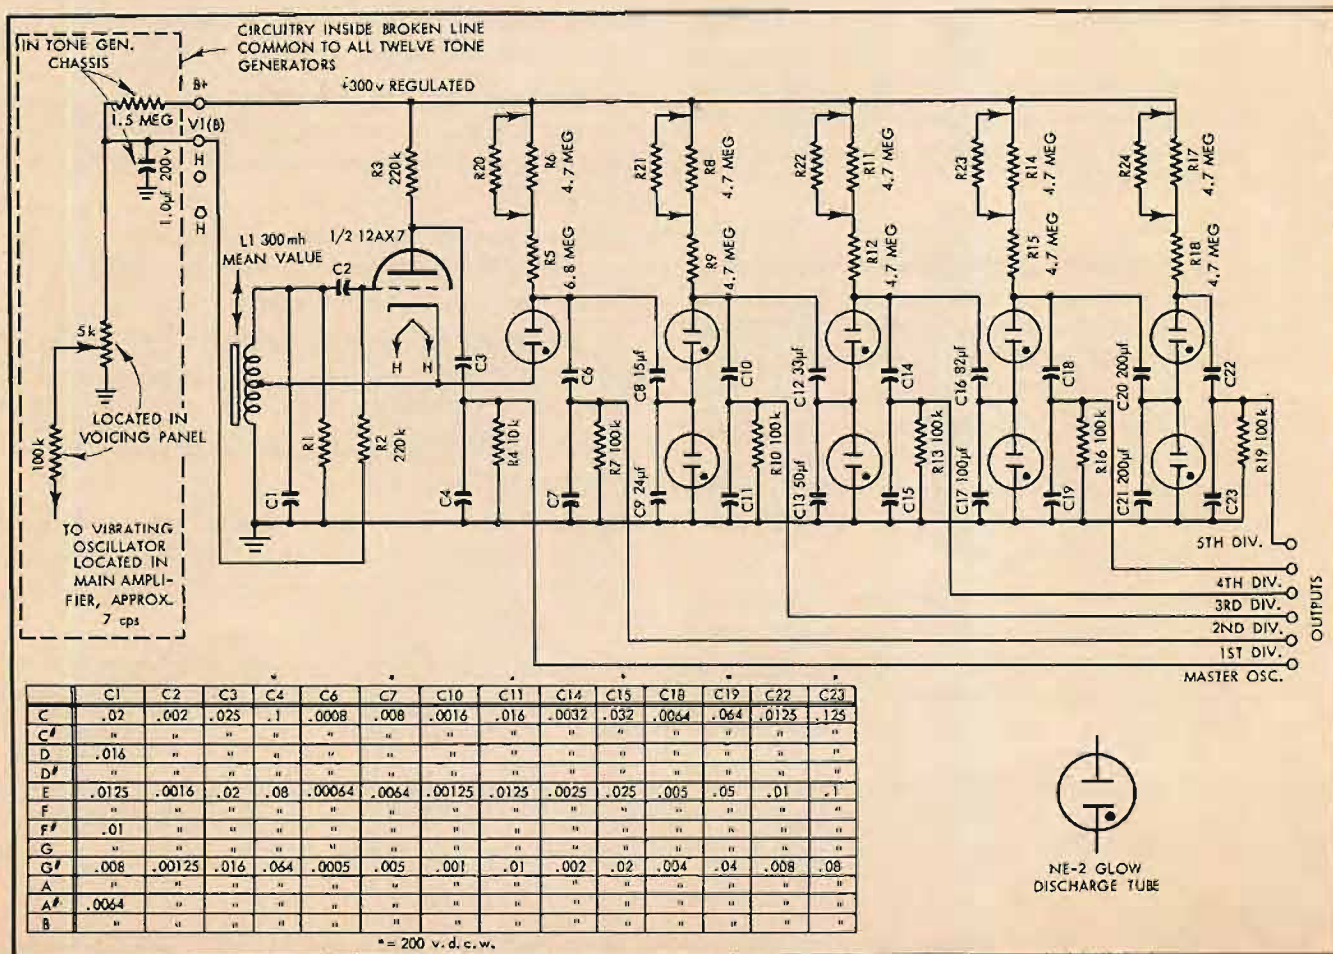 IN TONE GEN.
CHASSIS
CIRCUITRY INSIDE BROKEN LINE
COMMON TO ALL TWELVE TONE
GENERATORS
B+
+300v REGULATED
1.5 MEG
V1(B)
H
H
1.0µf 200v
5k
LOCATED IN
VOICING PANEL
100k
TO VIBRATING
OSCILLATOR
LOCATED IN
MAIN AMPLI-
FIER, APPROX.
7 cps
R3
220k
L1 300mh
MEAN VALUE
1/2 12AX7
C2
H H
C3
C1
R1
R2
220k
C4
R4 10k
R20
R6
4.7 MEG
R5
6.8 MEG
C6
C7
R7 100k
R21
R8
4.7 MEG
R9
4.7 MEG
C8 15µf
C9 24µf
C10
C11
R10 100k
R22
R11
4.7 MEG
R12
4.7 MEG
C12 33µf
C13 50µf
C14
C15
R13 100k
R23
R14
4.7 MEG
R15
4.7 MEG
C16 82µf
C17 100µf
C18
C19
R16 100k
R24
R17
4.7 MEG
R18
4.7 MEG
C20 200µf
C21 200µf
C22
C23
R19 100k
5TH DIV.
4TH DIV.
3RD DIV.
2ND DIV.
1ST DIV.
MASTER OSC.
OUTPUTS
C1 C2 C3 C4 C6 C7 C10 C11 C14 C15 C18 C19 C22 C23
C .02 .002 .025 .1 .0008 .008 .0016 .016 .0032 .032 .0064 .064 .0125 .125
C# " " " " " " " " " " " " " "
D .016 " " " " " " " " " " " " "
D# " " " " " " " " " " " " " "
E .0125 .0016 .02 .08 .00064 .0064 .00125 .0125 .0025 .025 .005 .05 .01 .1
F " " " " " " " " " " " " " "
F# .01 " " " " " " " " " " " " "
G " " " " " " " " " " " " " "
G# .008 .00125 .016 .064 .0005 .005 .001 .01 .002 .02 .004 .04 .008 .08
A " " " " " " " " " " " " " "
A# .0064 " " " " " " " " " " " " "
B " " " " " " " " " " " " " "
*= 200 v.d.c.w.
NE-2 GLOW
DISCHARGE TUBE